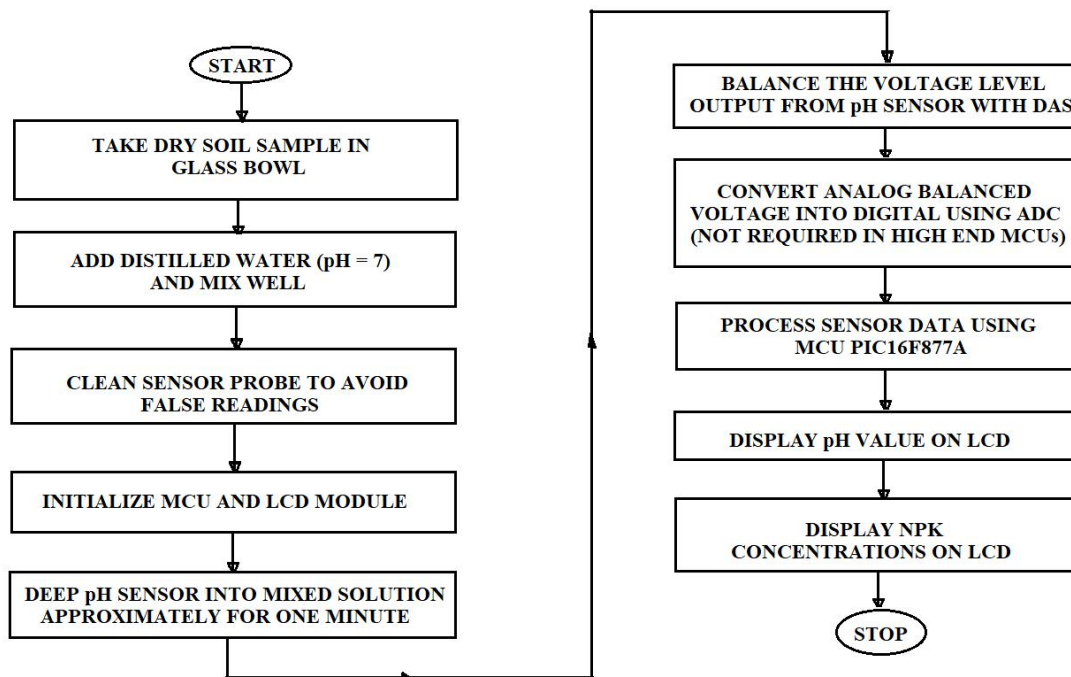 START
TAKE DRY SOIL SAMPLE IN
GLASS BOWL
ADD DISTILLED WATER (pH = 7)
AND MIX WELL
CLEAN SENSOR PROBE TO AVOID
FALSE READINGS
INITIALIZE MCU AND LCD MODULE
DEEP pH SENSOR INTO MIXED SOLUTION
APPROXIMATELY FOR ONE MINUTE
BALANCE THE VOLTAGE LEVEL
OUTPUT FROM pH SENSOR WITH DAS
CONVERT ANALOG BALANCED
VOLTAGE INTO DIGITAL USING ADC
(NOT REQUIRED IN HIGH END MCUs)
PROCESS SENSOR DATA USING
MCU PIC16F877A
DISPLAY pH VALUE ON LCD
DISPLAY NPK
CONCENTRATIONS ON LCD
STOP